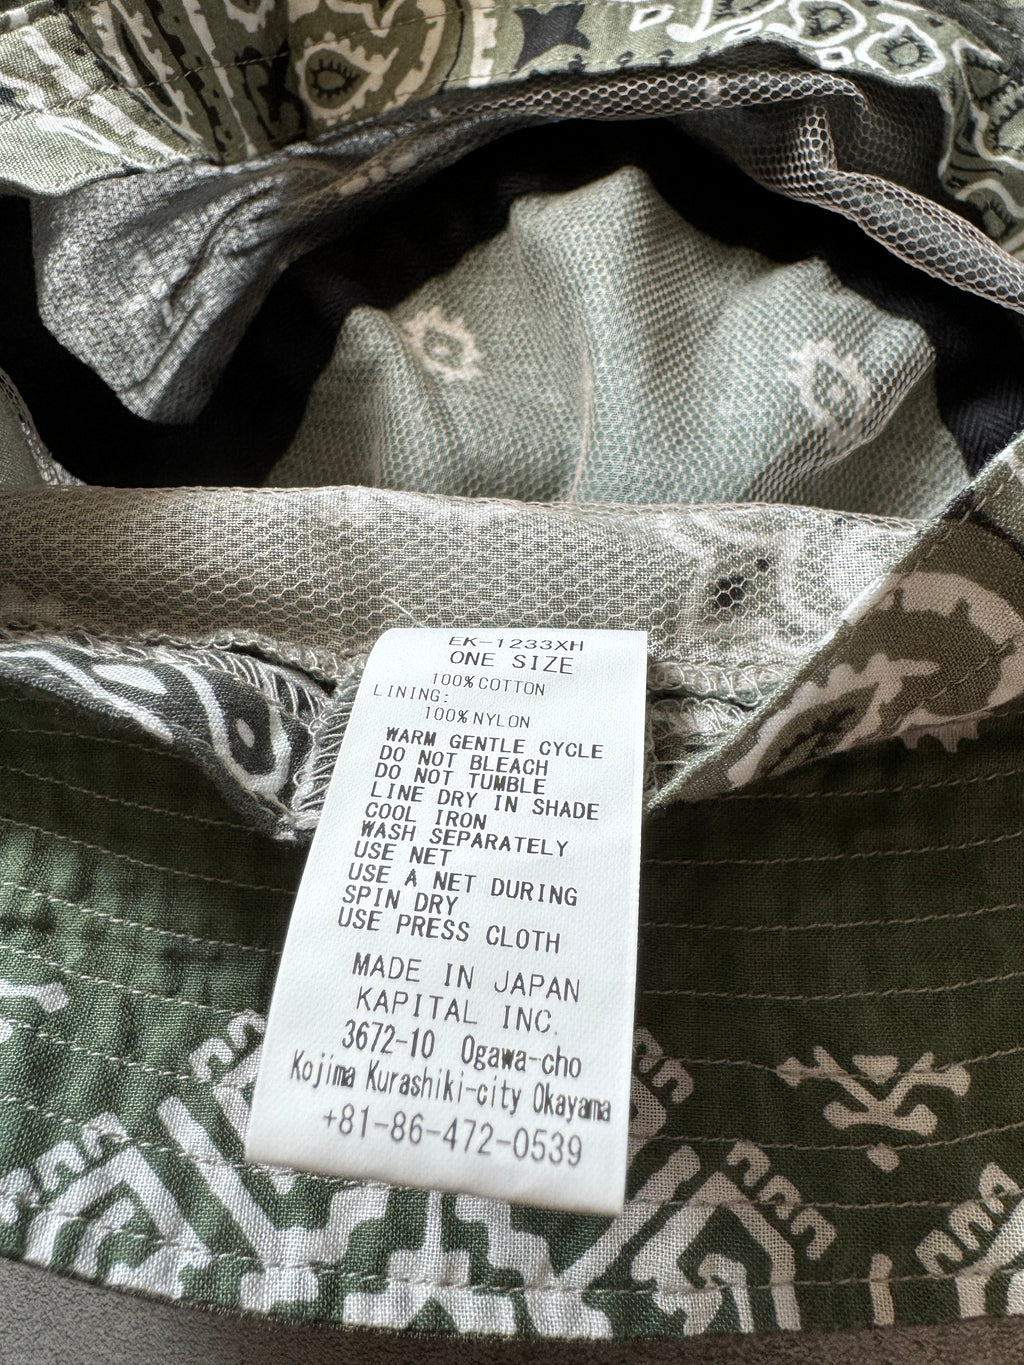 EK-1233XH
ONE SIZE
100%COTTON
LINING:
100%NYLON
WARM GENTLE CYCLE
DO NOT BLEACH
DO NOT TUMBLE
LINE DRY IN SHADE
COOL IRON
WASH SEPARATELY
USE NET
USE A NET DURING
SPIN DRY
USE PRESS CLOTH
MADE IN JAPAN
KAPITAL INC.
3672-10 Ogawa-cho
Kojima Kurashiki-city Okayama
+81-86-472-0539